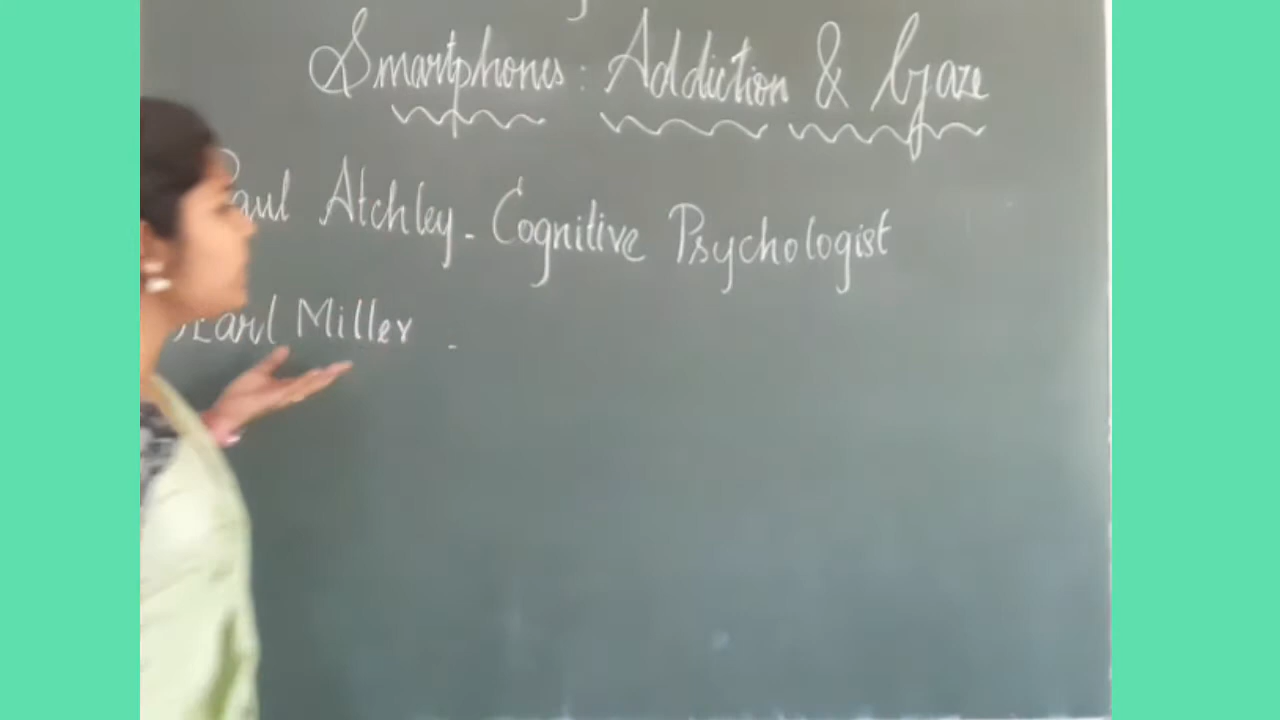 Smartphones: Addiction & Gaze
Paul Atchley - Cognitive Psychologist
Earl Miller -